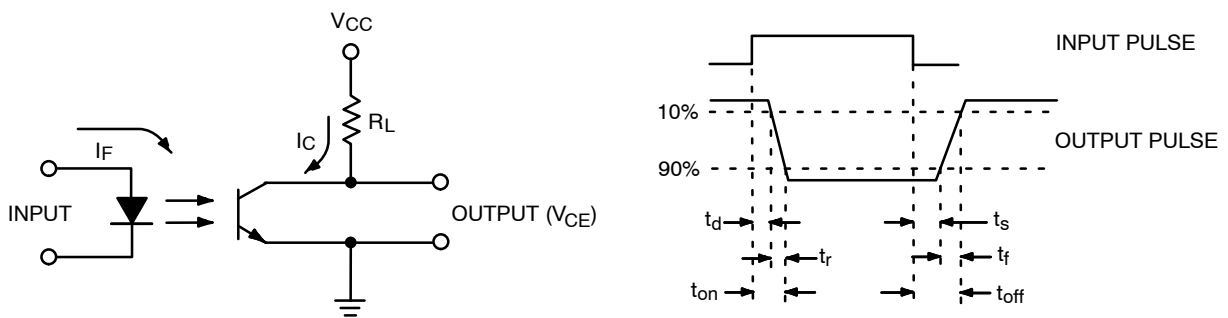 VCC
RL
IC
IF
INPUT
OUTPUT (VCE)
INPUT PULSE
10%
OUTPUT PULSE
90%
td
ts
tr
tf
ton
toff